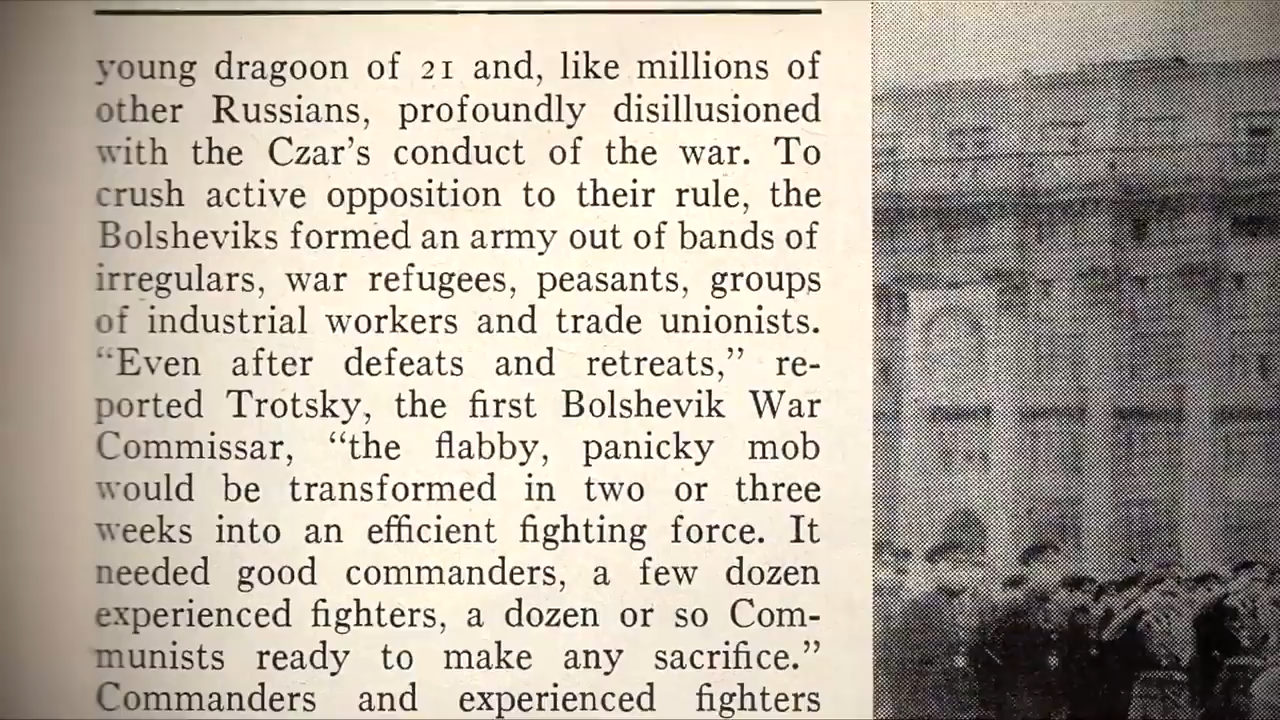 young dragoon of 21 and, like millions of
other Russians, profoundly disillusioned
with the Czar's conduct of the war. To
crush active opposition to their rule, the
Bolsheviks formed an army out of bands of
irregulars, war refugees, peasants, groups
of industrial workers and trade unionists.
“Even after defeats and retreats,” re-
ported Trotsky, the first Bolshevik War
Commissar, “the flabby, panicky mob
would be transformed in two or three
weeks into an efficient fighting force. It
needed good commanders, a few dozen
experienced fighters, a dozen or so Com-
munists ready to make any sacrifice.”
Commanders and experienced fighters